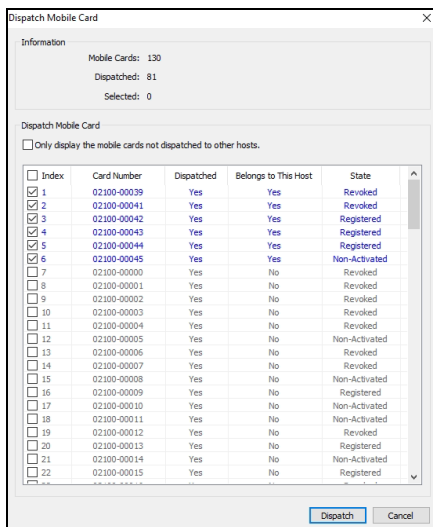 Dispatch Mobile Card
Information
Mobile Cards: 130
Dispatched: 81
Selected: 0
Dispatch Mobile Card
Only display the mobile cards not dispatched to other hosts.
Index Card Number Dispatched Belongs to This Host State
1 02100-00039 Yes Yes Revoked
2 02100-00041 Yes Yes Revoked
3 02100-00042 Yes Yes Registered
4 02100-00043 Yes Yes Registered
5 02100-00044 Yes Yes Registered
6 02100-00045 Yes Yes Non-Activated
7 02100-00000 Yes No Revoked
8 02100-00001 Yes No Revoked
9 02100-00002 Yes No Revoked
10 02100-00003 Yes No Revoked
11 02100-00004 Yes No Revoked
12 02100-00005 Yes No Non-Activated
13 02100-00006 Yes No Revoked
14 02100-00007 Yes No Revoked
15 02100-00008 Yes No Non-Activated
16 02100-00009 Yes No Registered
17 02100-00010 Yes No Non-Activated
18 02100-00011 Yes No Non-Activated
19 02100-00012 Yes No Revoked
20 02100-00013 Yes No Registered
21 02100-00014 Yes No Non-Activated
22 02100-00015 Yes No Registered
Dispatch Cancel